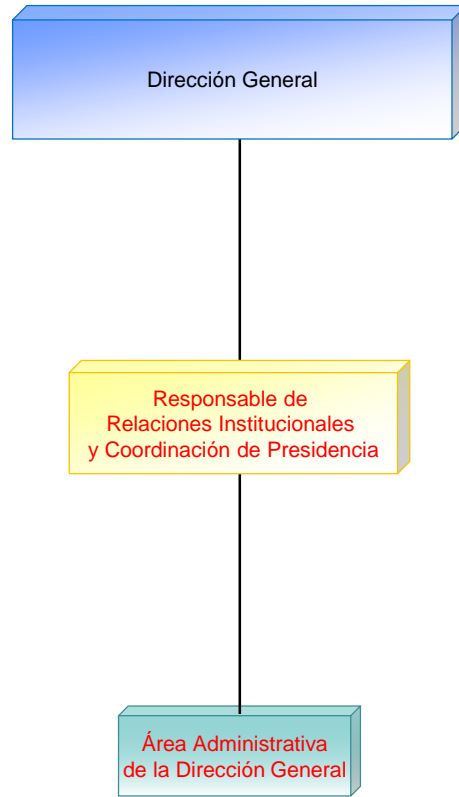 Dirección General
Responsable de
Relaciones Institucionales
y Coordinación de Presidencia
Área Administrativa
de la Dirección General